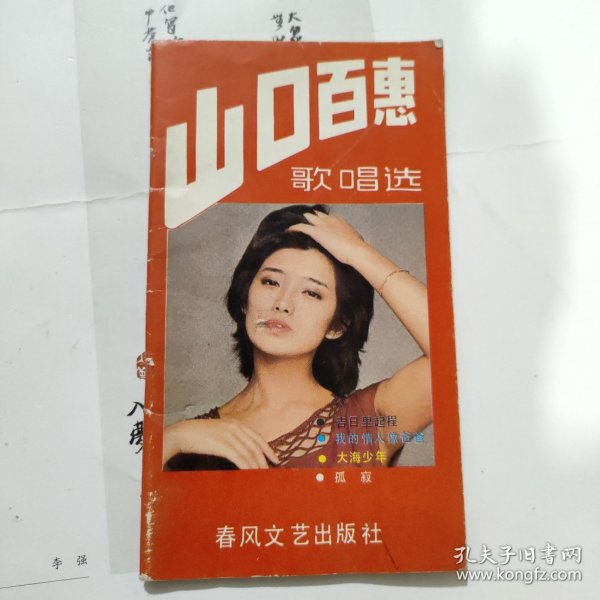 山口百惠
歌唱选
吉日里起程
我的情人像爸爸
大海少年
孤寂
春风文艺出版社
李强
孔夫子旧书网
www.kongfz.com